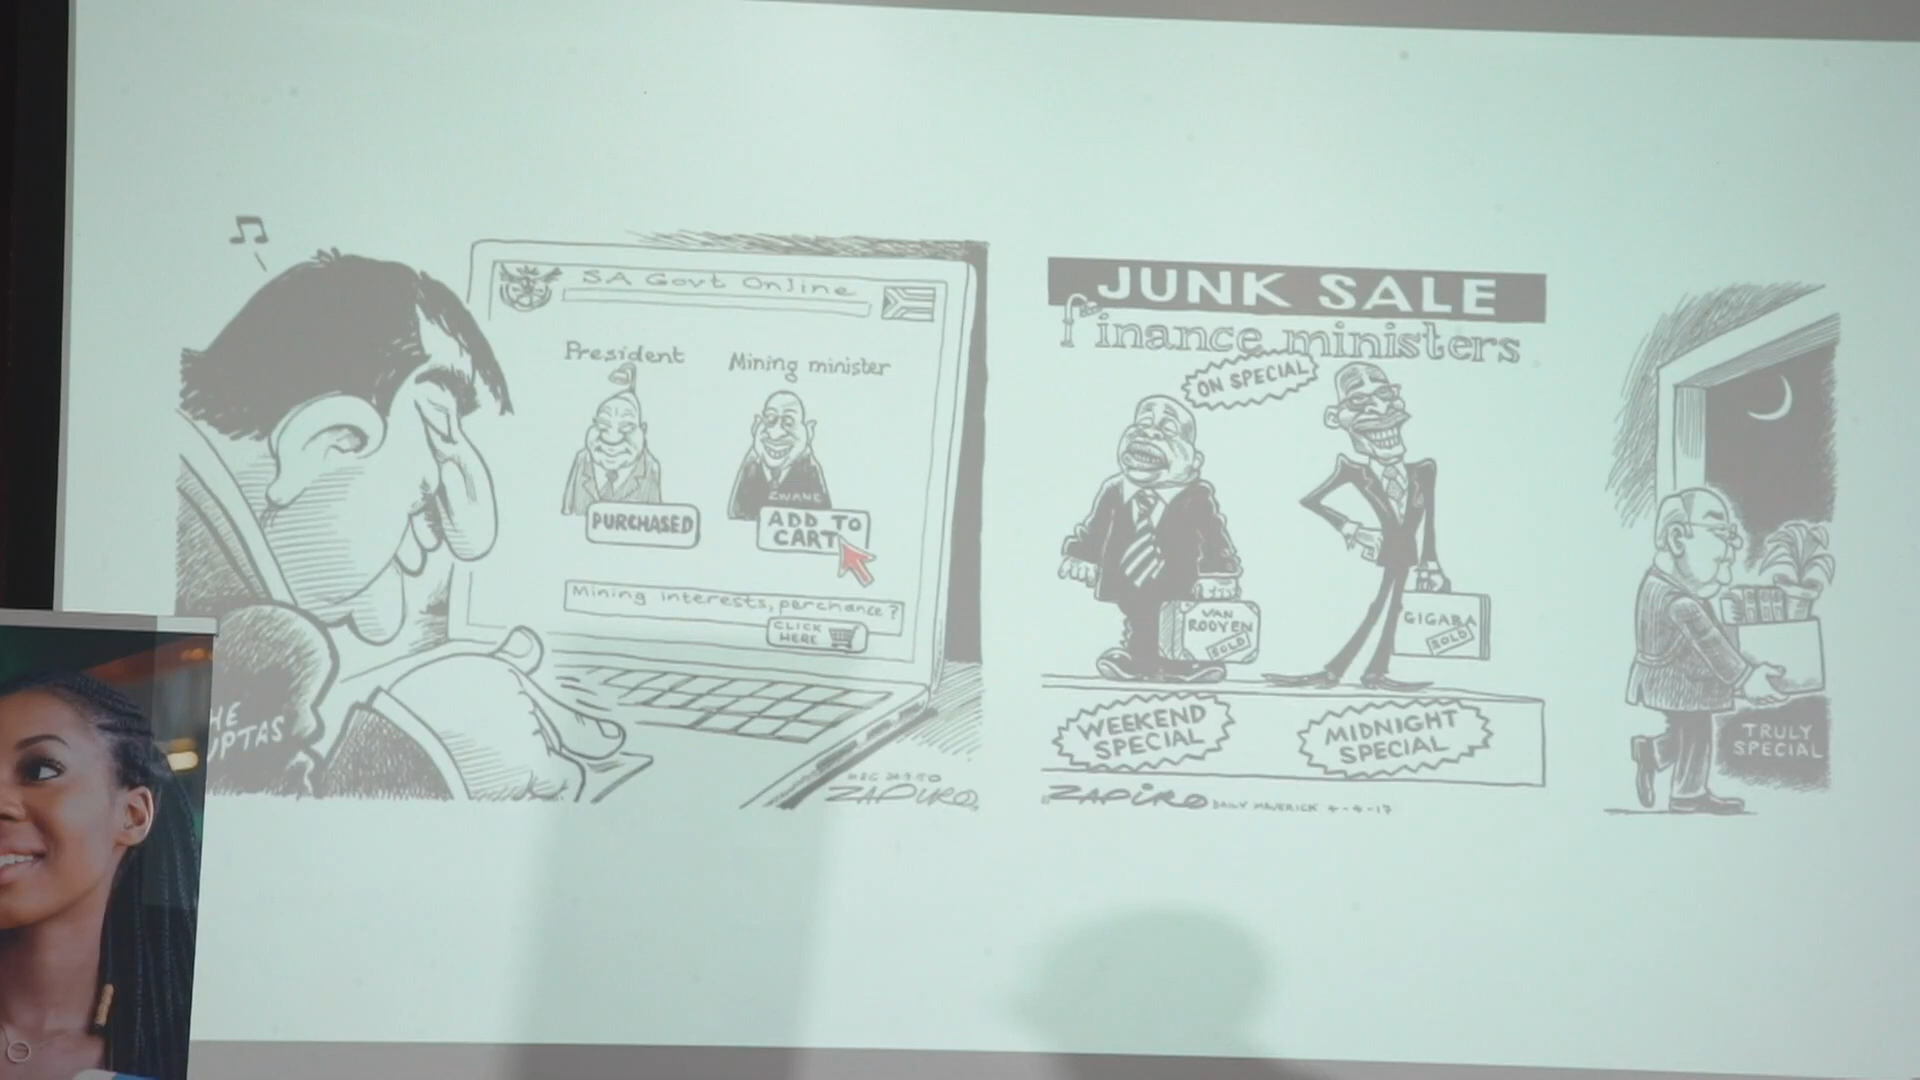 SA Govt Online
President
Mining minister
ZWANE
PURCHASED
ADD TO
CART
Mining interests, perchance?
CLICK
HERE
HE
UPTAS
ZAPIRO
JUNK SALE
finance ministers
ON SPECIAL
VAN
ROOYEN
SOLD
GIGABA
SOLD
WEEKEND
SPECIAL
MIDNIGHT
SPECIAL
ZAPIRO DAILY MAVERICK 4-4-17
TRULY
SPECIAL